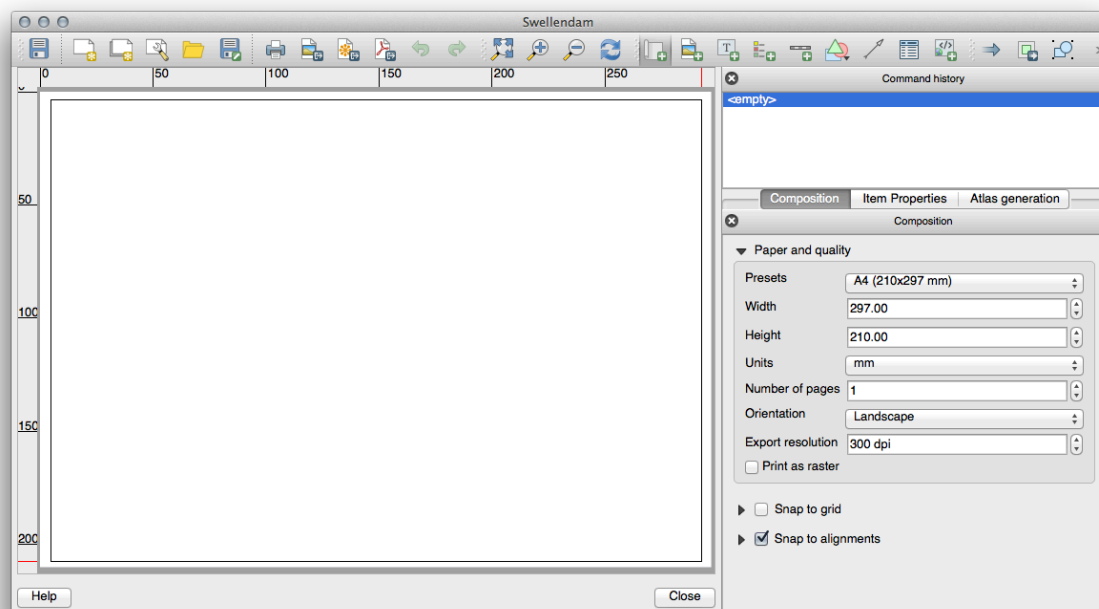 Swellendam
0 50 100 150 200 250
Command history
<empty>
0
50
100
150
200
Composition Item Properties Atlas generation
Composition
Paper and quality
Presets A4 (210x297 mm)
Width 297.00
Height 210.00
Units mm
Number of pages 1
Orientation Landscape
Export resolution 300 dpi
Print as raster
Snap to grid
Snap to alignments
Help Close